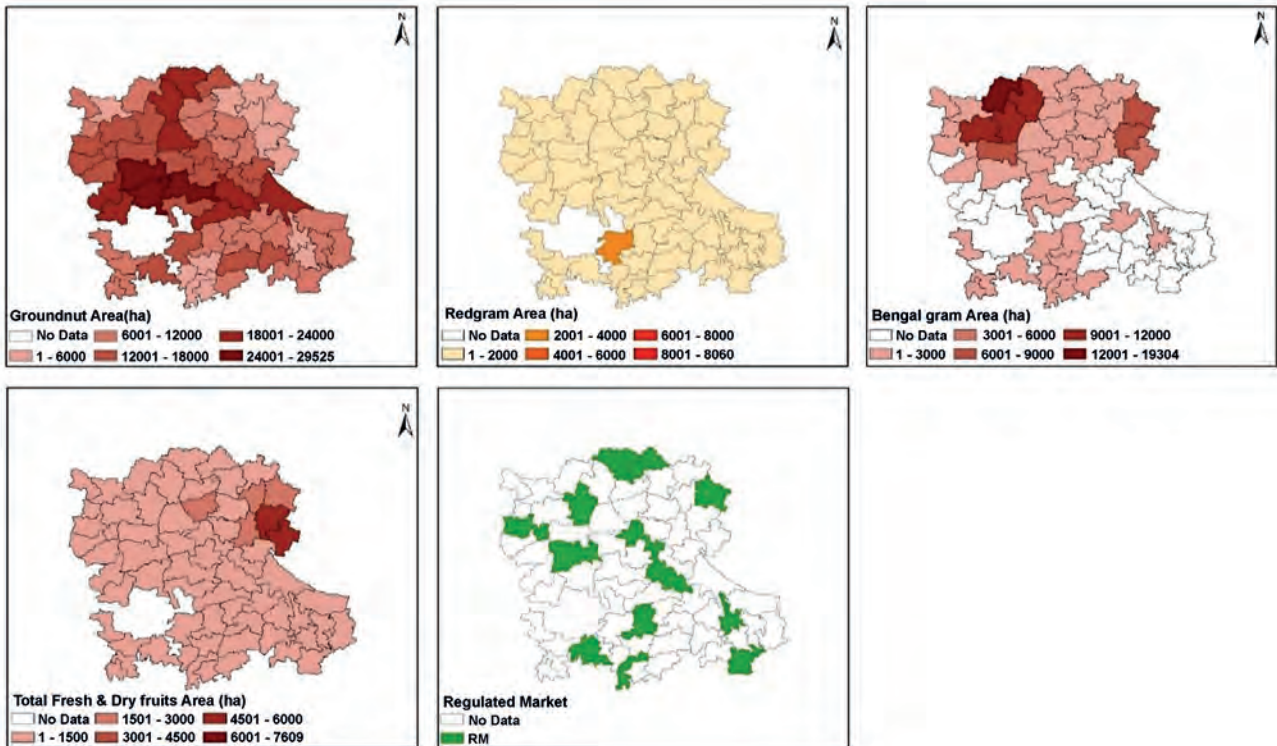 N
Groundnut Area(ha)
No Data 6001 - 12000 18001 - 24000
1 - 6000 12001 - 18000 24001 - 29525
N
Redgram Area (ha)
No Data 2001 - 4000 6001 - 8000
1 - 2000 4001 - 6000 8001 - 8060
N
Bengal gram Area (ha)
No Data 3001 - 6000 9001 - 12000
1 - 3000 6001 - 9000 12001 - 19304
N
Total Fresh & Dry fruits Area (ha)
No Data 1501 - 3000 4501 - 6000
1 - 1500 3001 - 4500 6001 - 7609
N
Regulated Market
No Data
RM